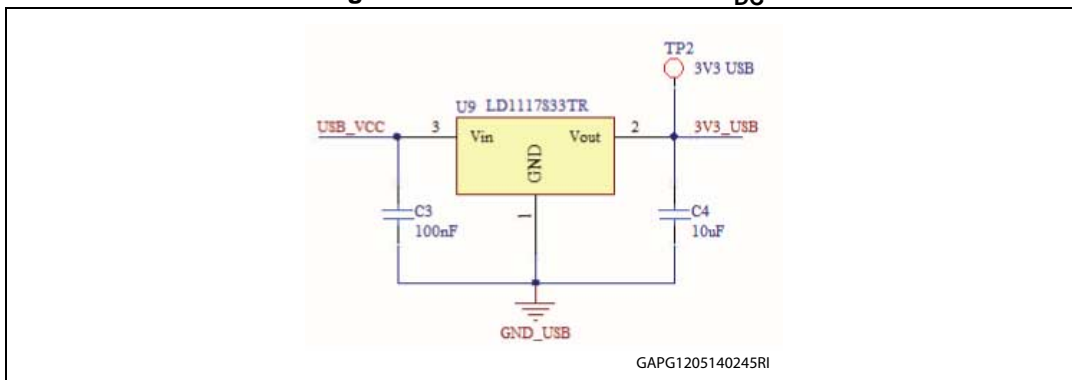 DO
TP2
3V3 USB
U9 LD1117S33TR
USB_VCC
3
Vin
GND
Vout
2
3V3_USB
1
C3
100nF
C4
10uF
GND_USB
GAPG1205140245RI